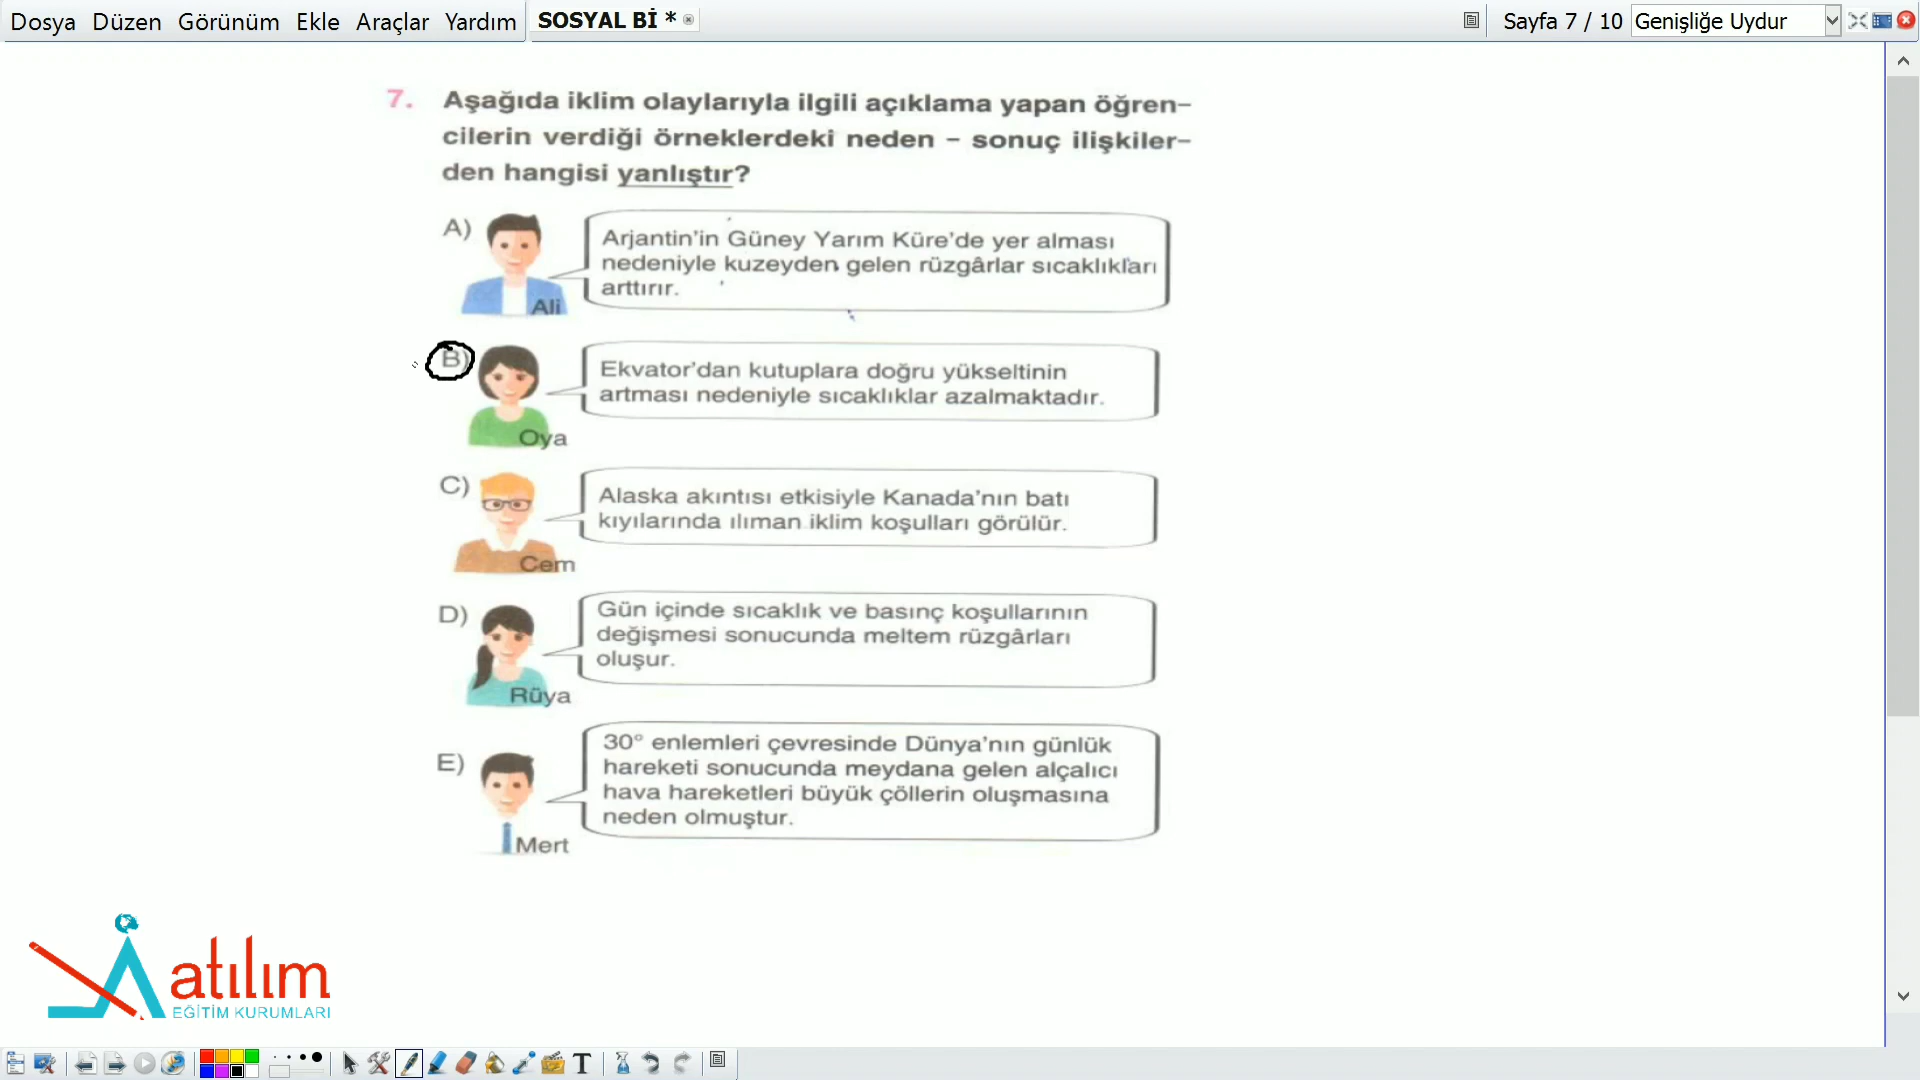 Dosya Düzen Görünüm Ekle Araçlar Yardım
SOSYAL Bİ *
Sayfa 7 / 10
Genişliğe Uydur
7. Aşağıda iklim olaylarıyla ilgili açıklama yapan öğren-
cilerin verdiği örneklerdeki neden - sonuç ilişkiler-
den hangisi yanlıştır?
A)
Arjantin'in Güney Yarım Küre'de yer alması
nedeniyle kuzeyden gelen rüzgârlar sıcaklıkları
arttırır.
Ali
B)
Ekvator'dan kutuplara doğru yükseltinin
artması nedeniyle sıcaklıklar azalmaktadır.
Oya
C)
Alaska akıntısı etkisiyle Kanada'nın batı
kıyılarında ılıman iklim koşulları görülür.
Cem
D)
Gün içinde sıcaklık ve basınç koşullarının
değişmesi sonucunda meltem rüzgârları
oluşur.
Rüya
E)
30° enlemleri çevresinde Dünya'nın günlük
hareketi sonucunda meydana gelen alçalıcı
hava hareketleri büyük çöllerin oluşmasına
neden olmuştur.
Mert
atılım
EĞİTİM KURUMLARI
T